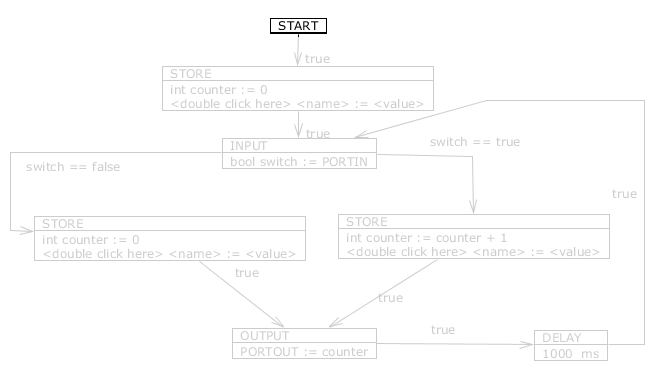 START
true
STORE
int counter := 0
<double click here> <name> := <value>
true
INPUT
bool switch := PORTIN
switch == true
switch == false
true
STORE
int counter := 0
<double click here> <name> := <value>
STORE
int counter := counter + 1
<double click here> <name> := <value>
true
true
OUTPUT
PORTOUT := counter
true
DELAY
1000 ms